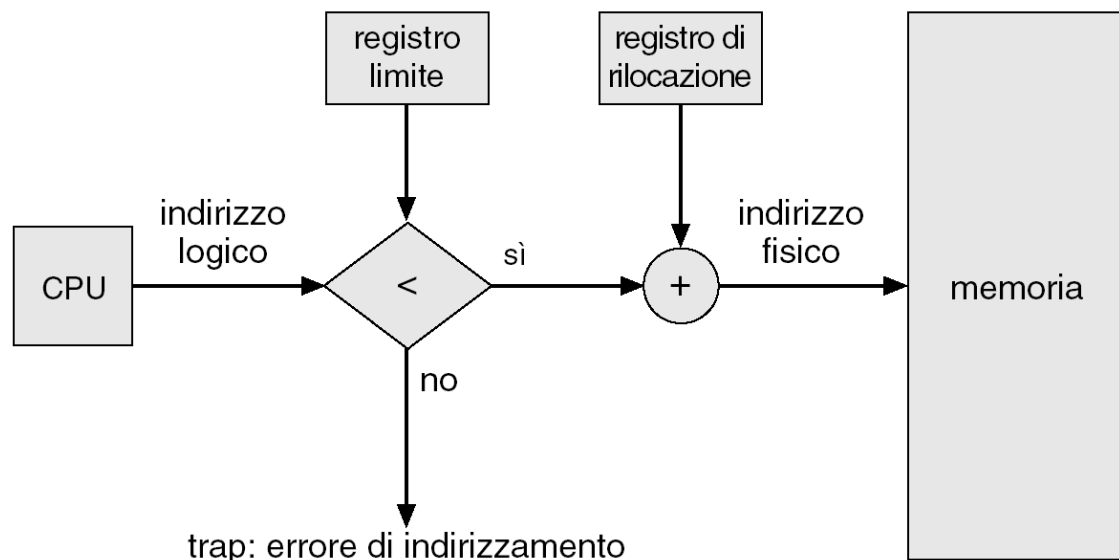 registro
limite
registro di
rilocazione
indirizzo
logico
indirizzo
fisico
CPU
<
sì
+
memoria
no
trap: errore di indirizzamento